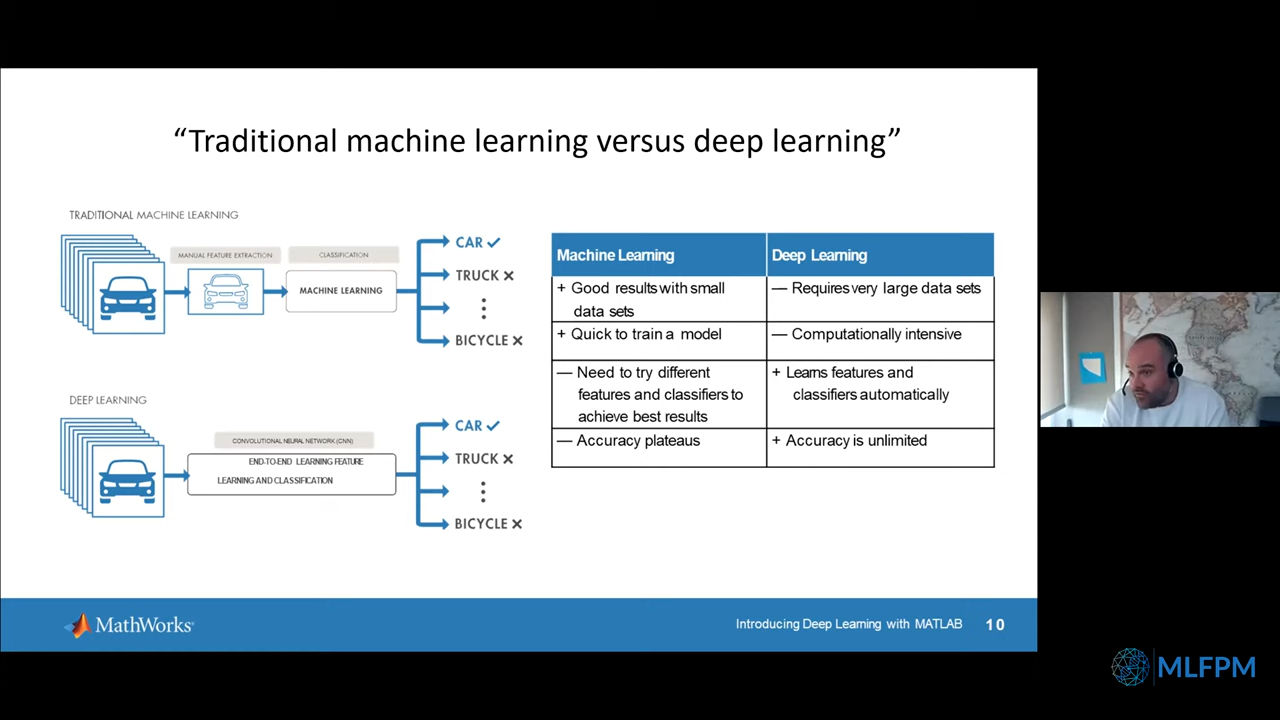 “Traditional machine learning versus deep learning”
TRADITIONAL MACHINE LEARNING
MANUAL FEATURE EXTRACTION
CLASSIFICATION
MACHINE LEARNING
CAR ✓
TRUCK ×
⋮
BICYCLE ×
DEEP LEARNING
CONVOLUTIONAL NEURAL NETWORK (CNN)
END-TO-END LEARNING FEATURE
LEARNING AND CLASSIFICATION
CAR ✓
TRUCK ×
⋮
BICYCLE ×
Machine Learning
Deep Learning
+ Good results with small
data sets
— Requires very large data sets
+ Quick to train a model
— Computationally intensive
— Need to try different
features and classifiers to
achieve best results
+ Learns features and
classifiers automatically
— Accuracy plateaus
+ Accuracy is unlimited
MathWorks®
Introducing Deep Learning with MATLAB
10
MLFPM